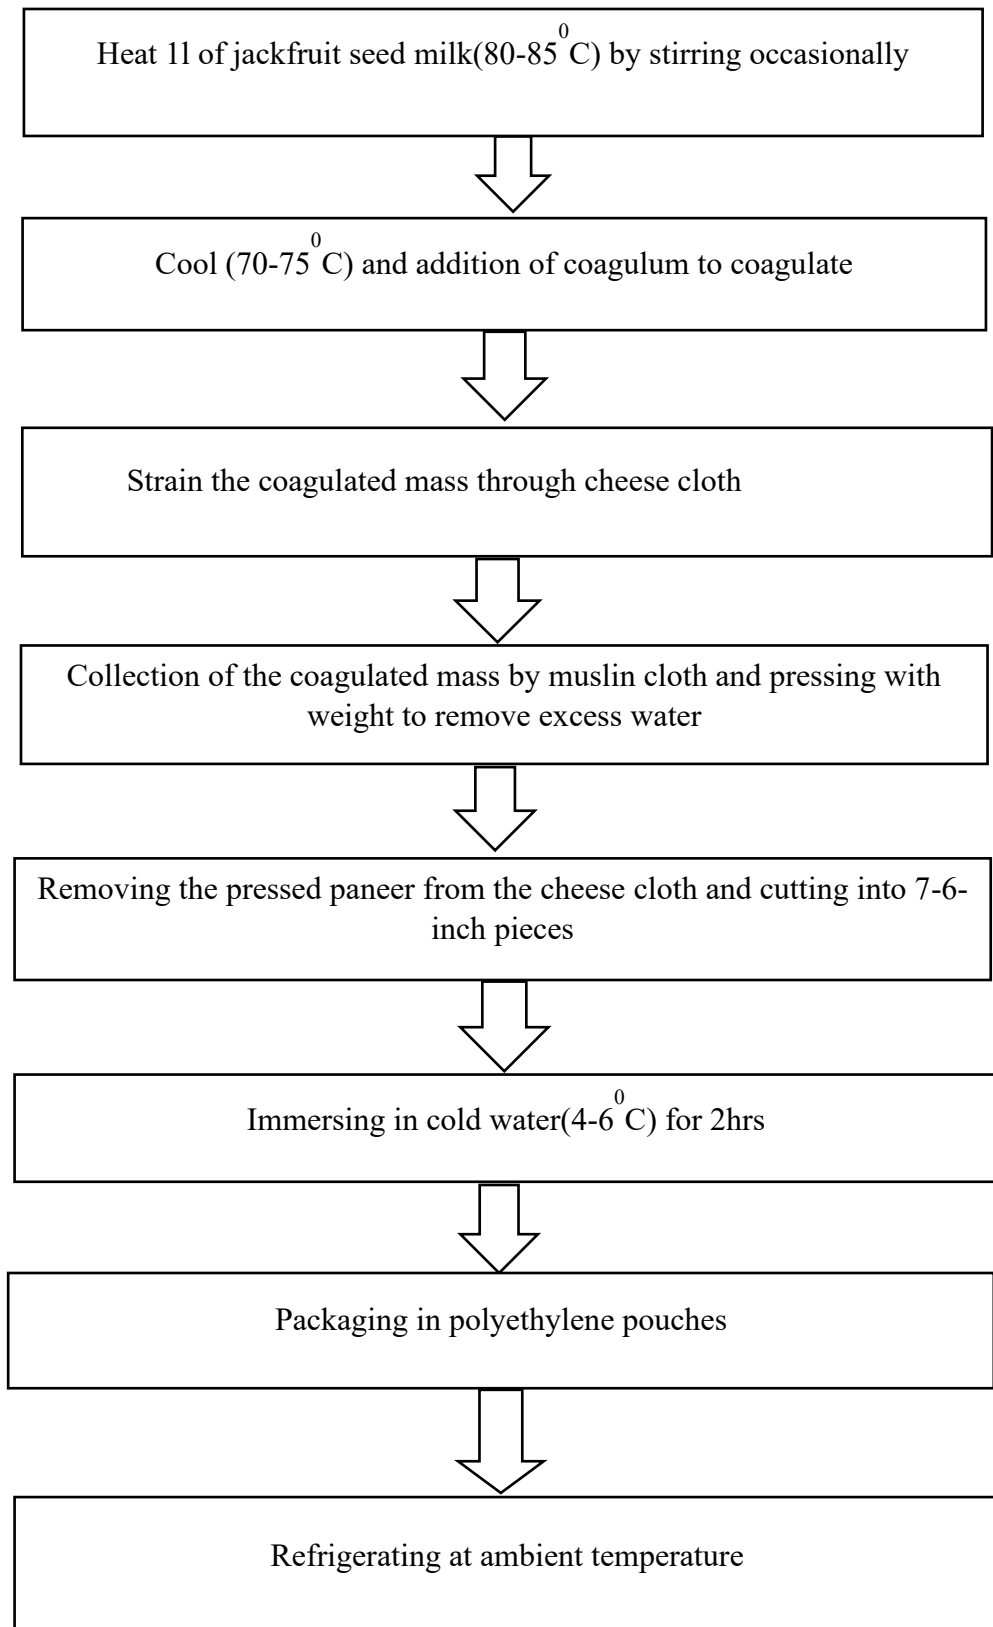 Heat 1l of jackfruit seed milk(80-85⁰C) by stirring occasionally
Cool (70-75⁰C) and addition of coagulum to coagulate
Strain the coagulated mass through cheese cloth
Collection of the coagulated mass by muslin cloth and pressing with
weight to remove excess water
Removing the pressed paneer from the cheese cloth and cutting into 7-6-
inch pieces
Immersing in cold water(4-6⁰C) for 2hrs
Packaging in polyethylene pouches
Refrigerating at ambient temperature